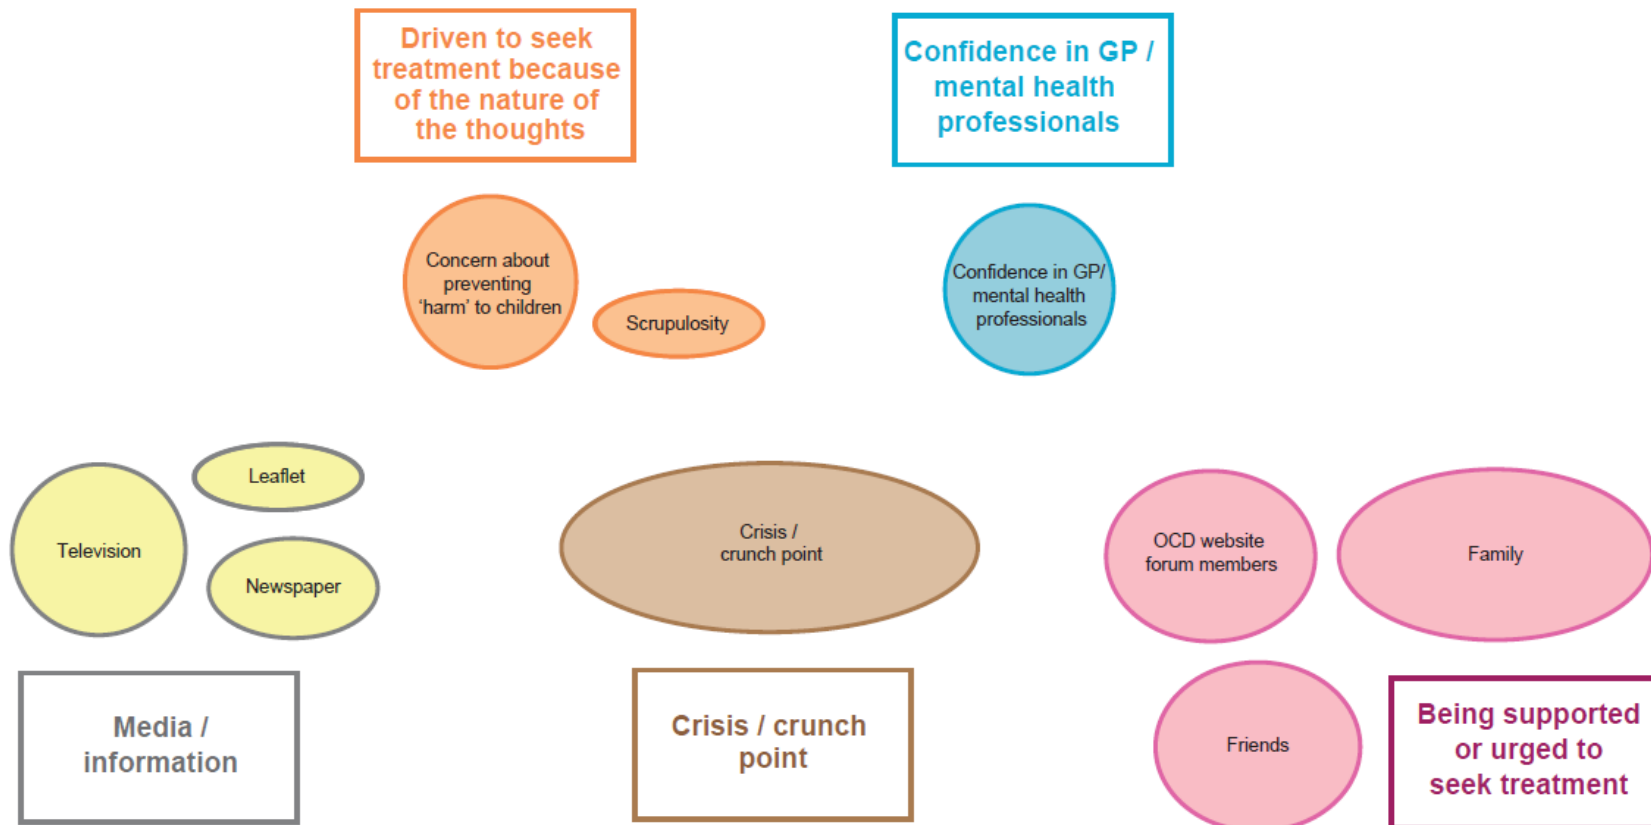 Driven to seek
treatment because
of the nature of
the thoughts
Confidence in GP /
mental health
professionals
Concern about
preventing
‘harm’ to children
Scrupulosity
Confidence in GP/
mental health
professionals
Leaflet
Television
Newspaper
Crisis /
crunch point
OCD website
forum members
Family
Friends
Media /
information
Crisis / crunch
point
Being supported
or urged to
seek treatment